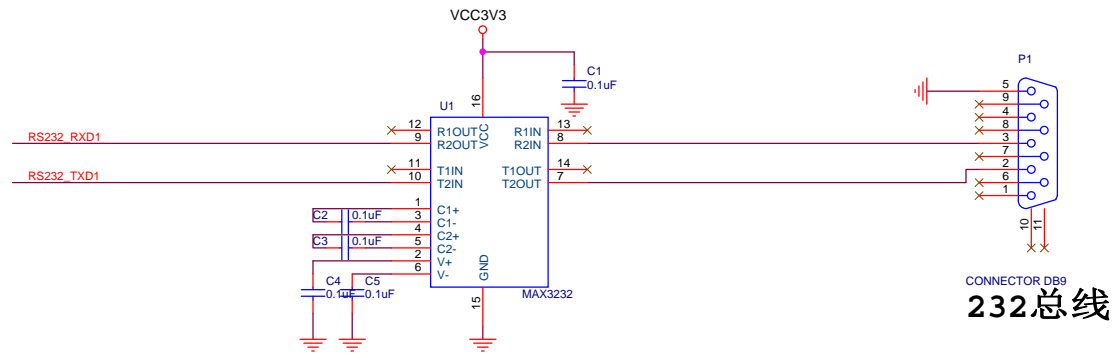 VCC3V3
C1
0.1uF
P1
U1
16
VCC
12 R1OUT R1IN 13
RS232_RXD1 9 R2OUT R2IN 8
11 T1IN T1OUT 14
RS232_TXD1 10 T2IN T2OUT 7
1 C1+
C2 0.1uF 3 C1-
4 C2+
C3 0.1uF 5 C2-
2 V+
6 V-
C4 0.1uF
C5 0.1uF
GND
15
MAX3232
5
9
4
8
3
7
2
6
1
10
11
CONNECTOR DB9
232总线